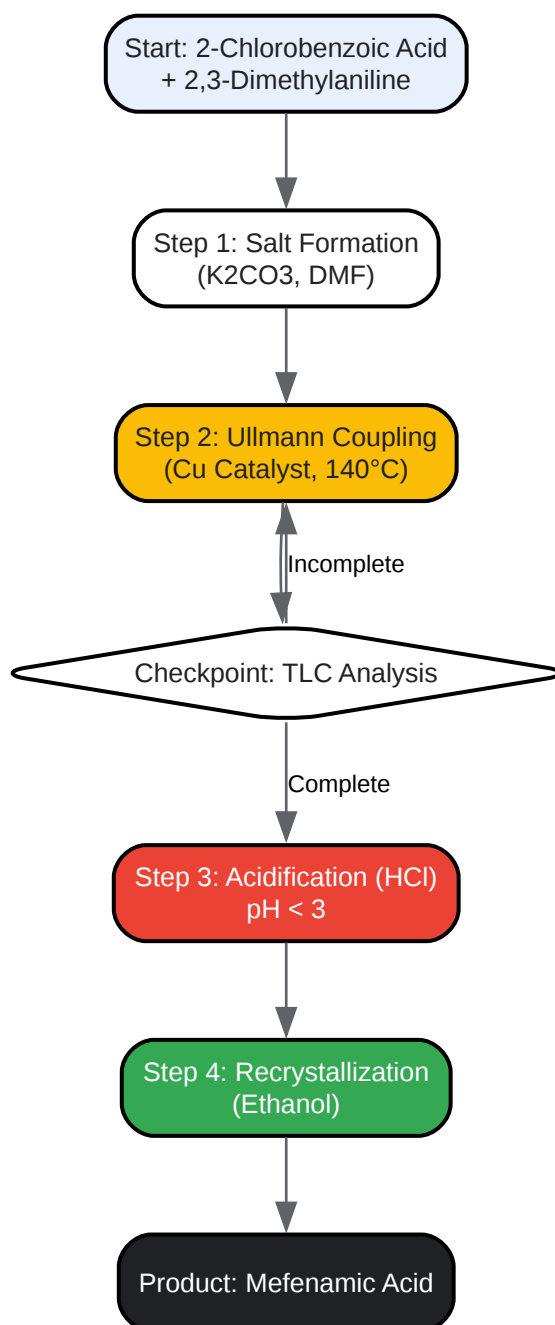 Start: 2-Chlorobenzoic Acid
+ 2,3-Dimethylaniline
Step 1: Salt Formation
(K2CO3, DMF)
Step 2: Ullmann Coupling
(Cu Catalyst, 140°C)
Incomplete
Checkpoint: TLC Analysis
Complete
Step 3: Acidification (HCl)
pH < 3
Step 4: Recrystallization
(Ethanol)
Product: Mefenamic Acid